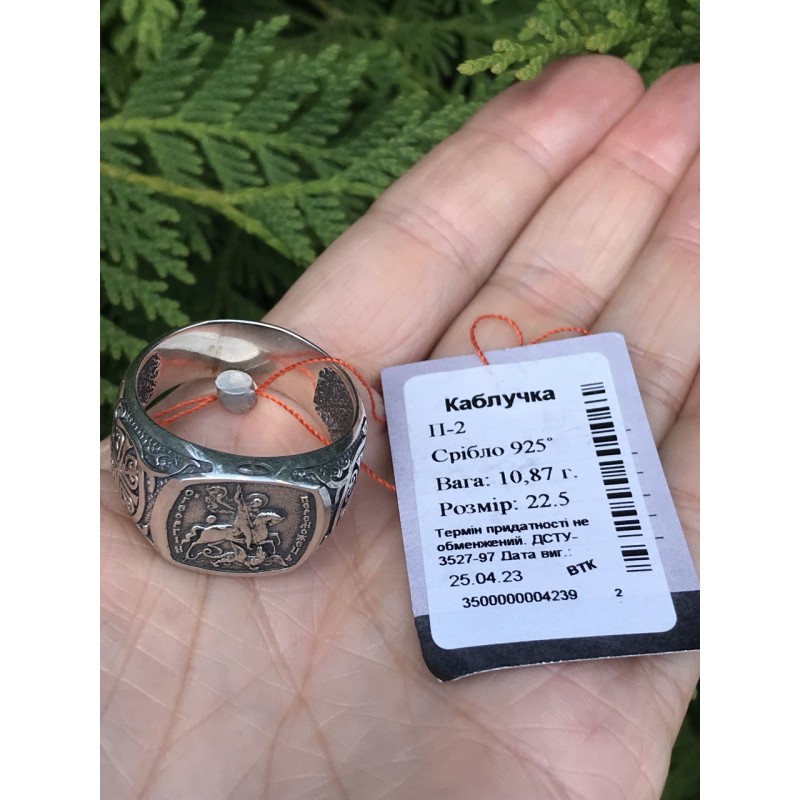 Каблучка
П-2
Срібло 925°
Вага: 10,87 г.
Розмір: 22.5
Термін придатності не
обмежений. ДСТУ-
3527-97 Дата виг.:
25.04.23 ВТК
3500000004239 2